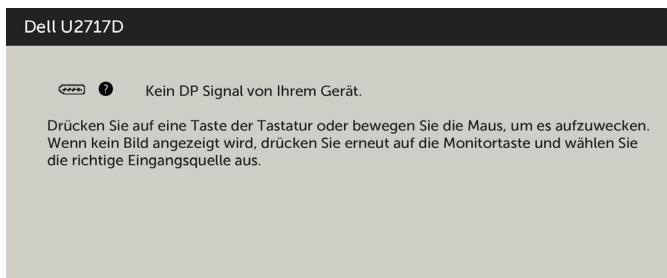 Dell U2717D
Kein DP Signal von Ihrem Gerät.
Drücken Sie auf eine Taste der Tastatur oder bewegen Sie die Maus, um es aufzuwecken.
Wenn kein Bild angezeigt wird, drücken Sie erneut auf die Monitortaste und wählen Sie
die richtige Eingangsquelle aus.